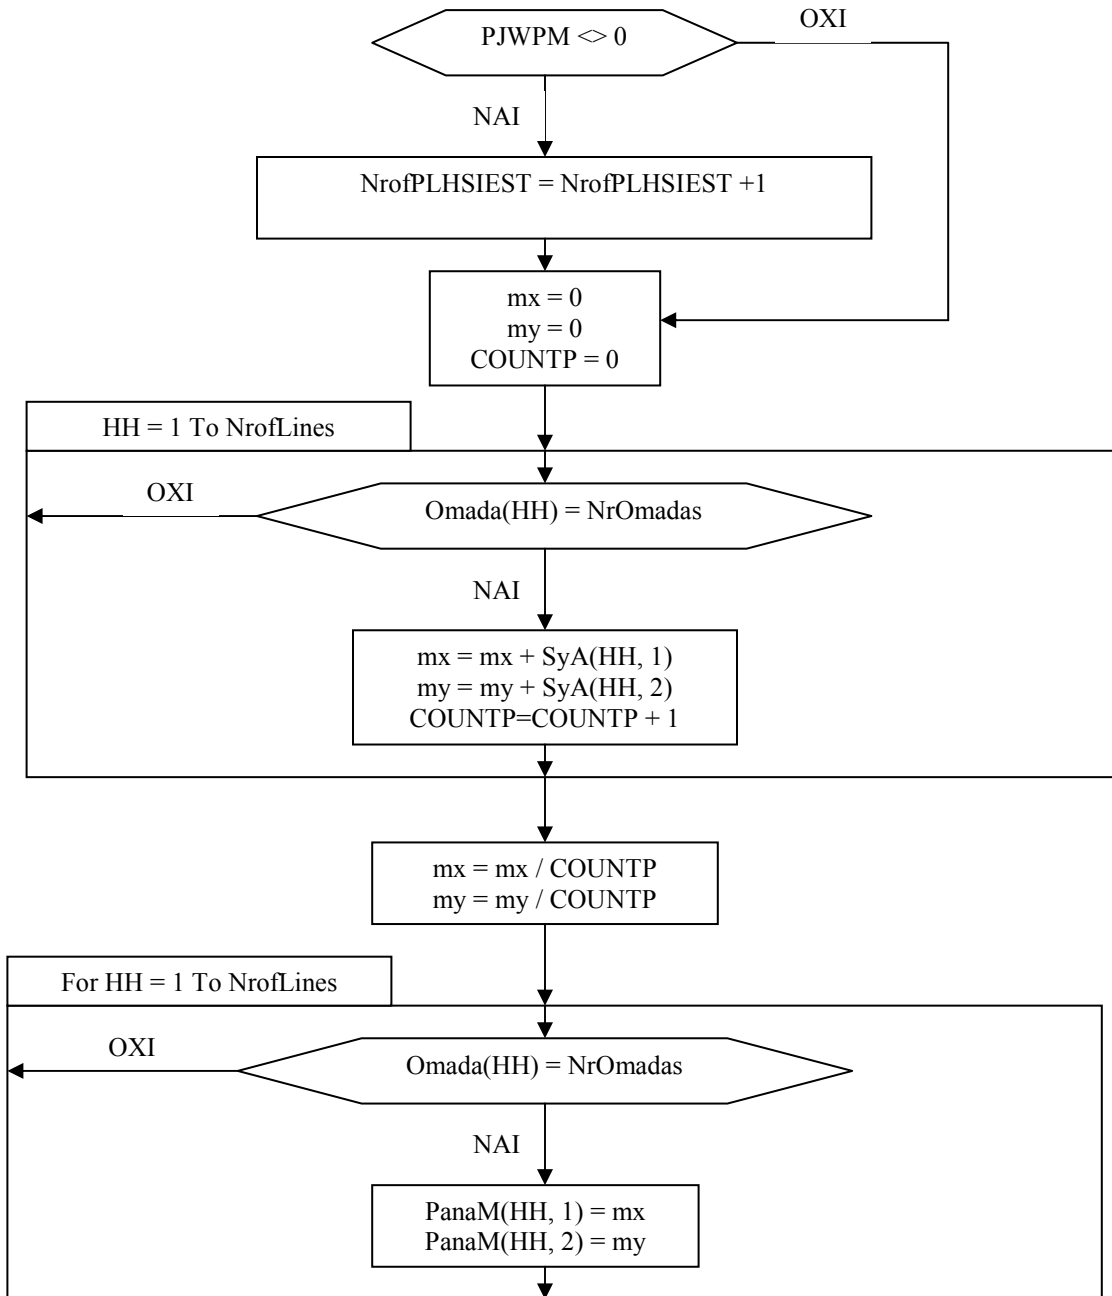 PJWPM <> 0
OXI
NAI
NrofPLHSIEST = NrofPLHSIEST +1
mx = 0
my = 0
COUNTP = 0
HH = 1 To NrofLines
OXI
Omada(HH) = NrOmadas
NAI
mx = mx + SyA(HH, 1)
my = my + SyA(HH, 2)
COUNTP=COUNTP + 1
mx = mx / COUNTP
my = my / COUNTP
For HH = 1 To NrofLines
OXI
Omada(HH) = NrOmadas
NAI
PanaM(HH, 1) = mx
PanaM(HH, 2) = my